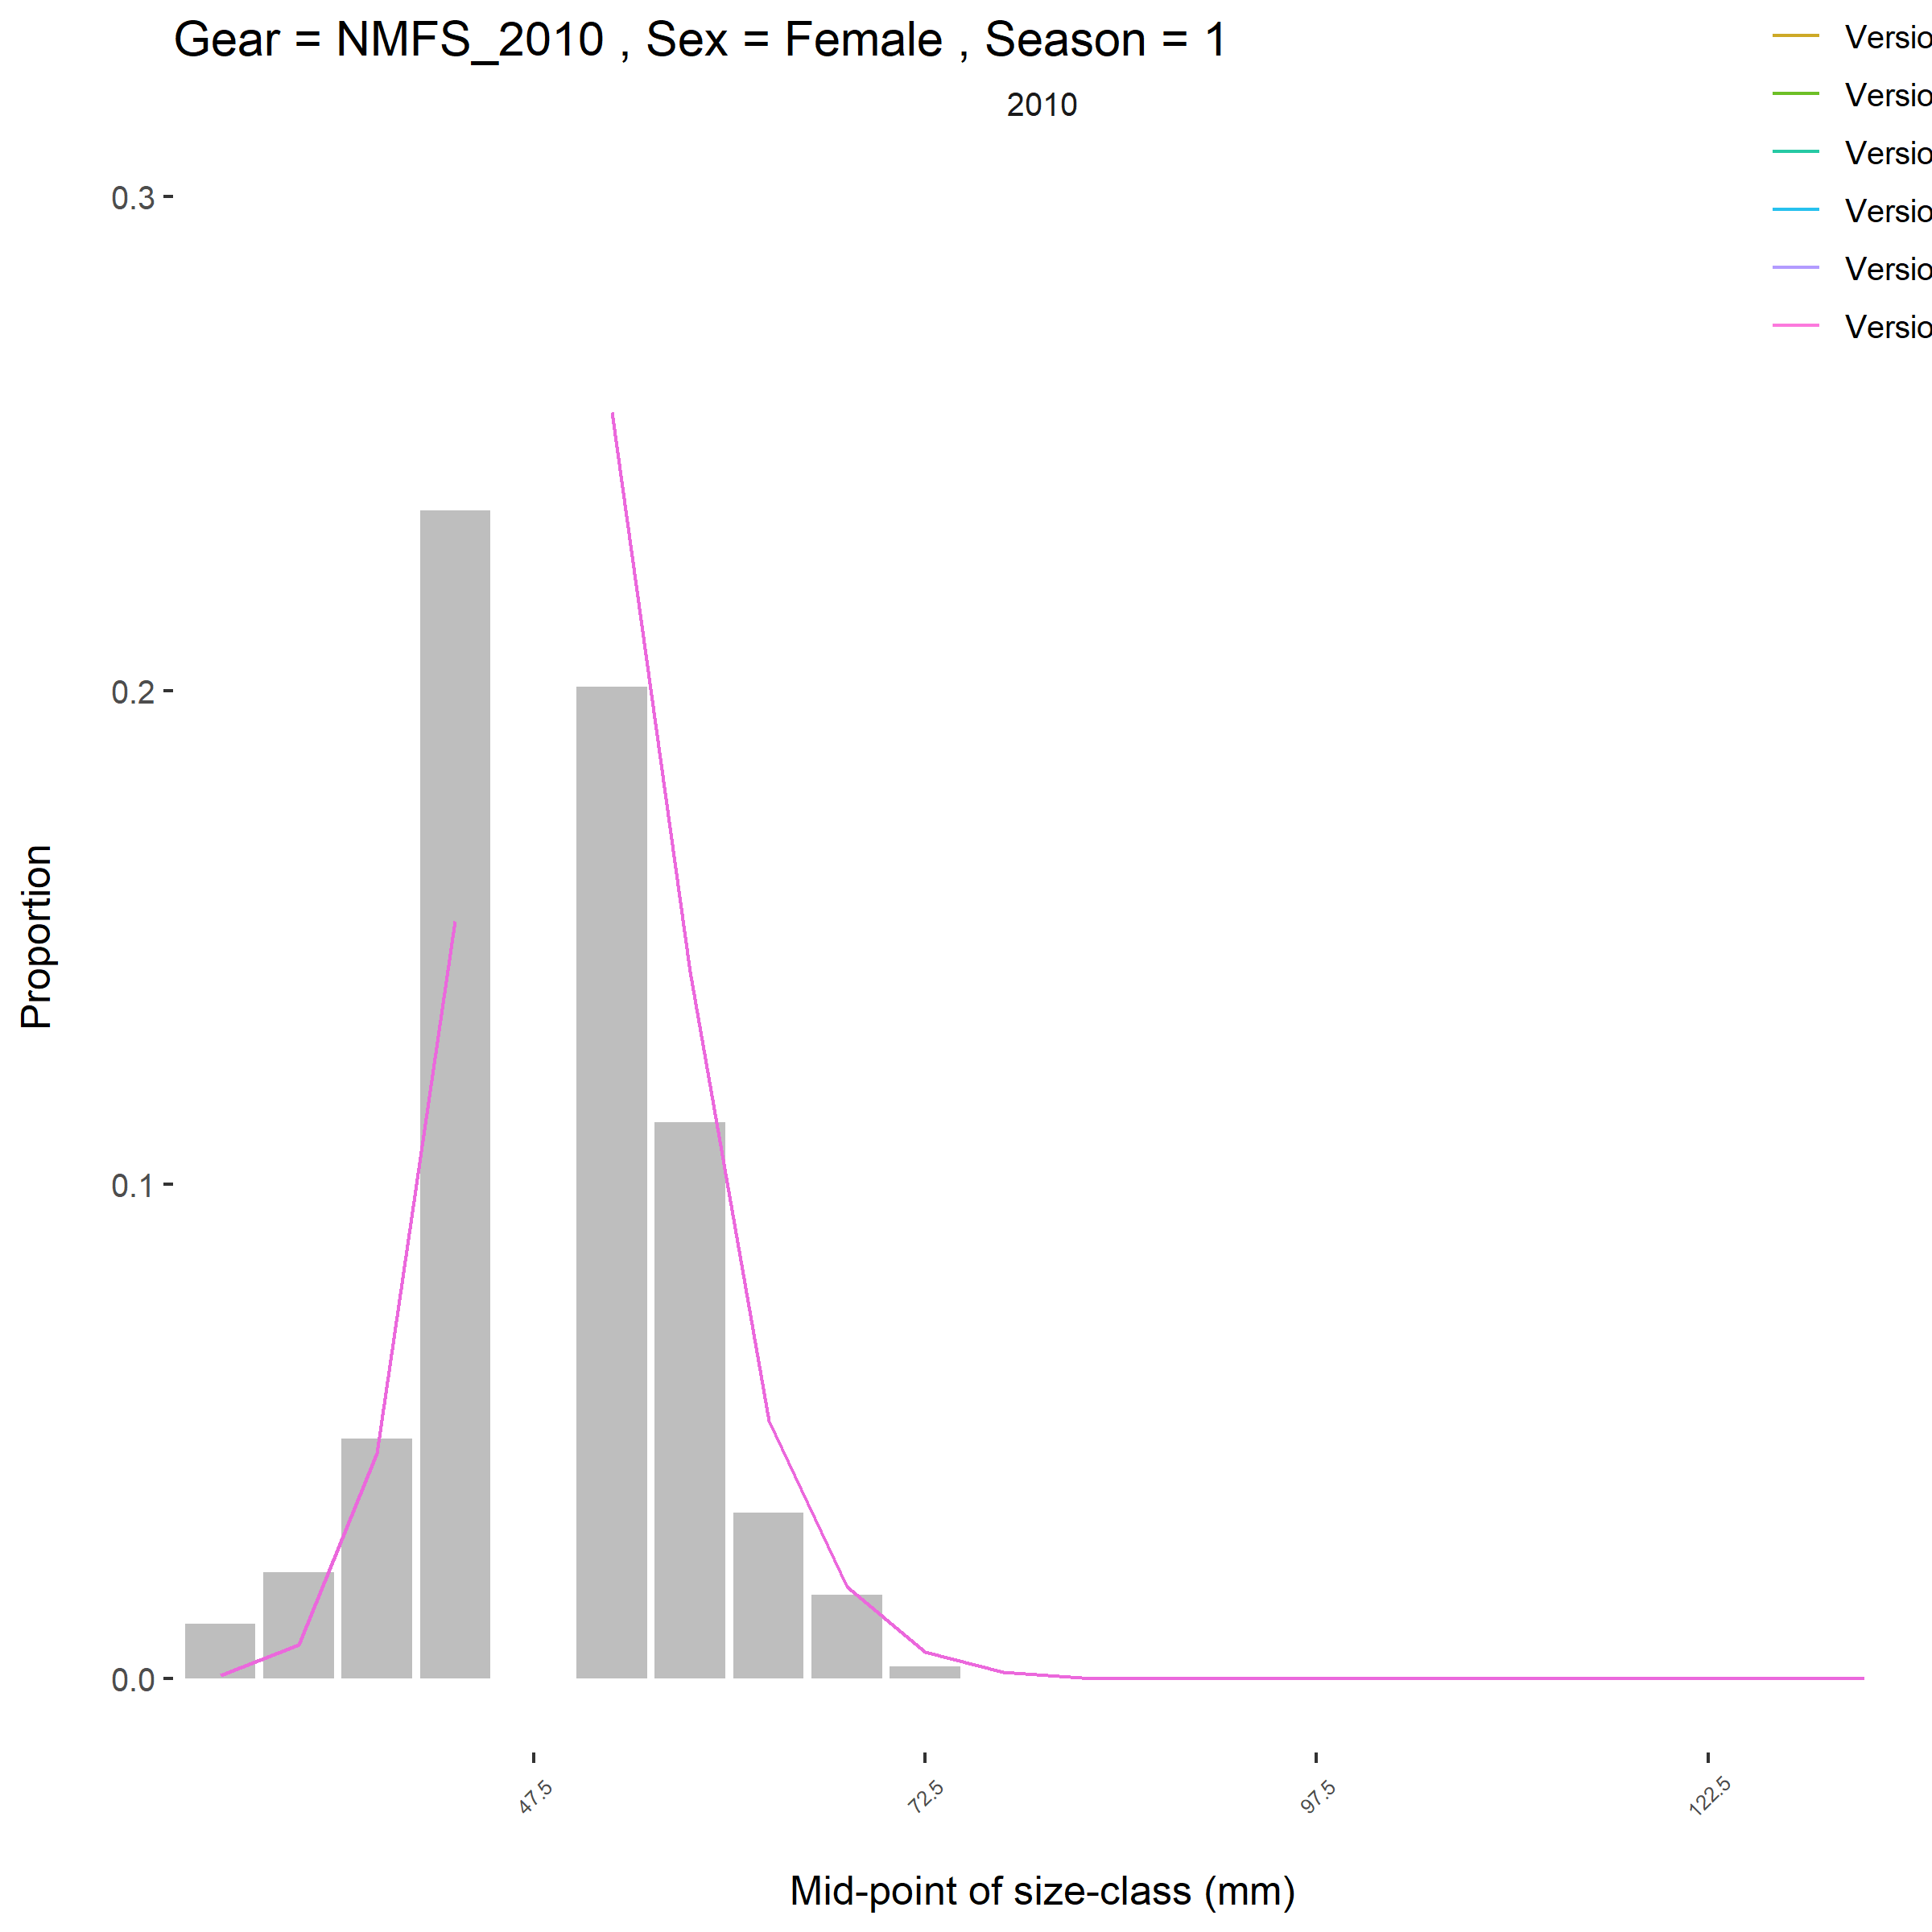 Gear = NMFS_2010 , Sex = Female , Season = 1
2010
Versio
Versio
Versio
Versio
Versio
Versio
0.3
0.2
0.1
0.0
Proportion
47.5
72.5
97.5
122.5
Mid-point of size-class (mm)